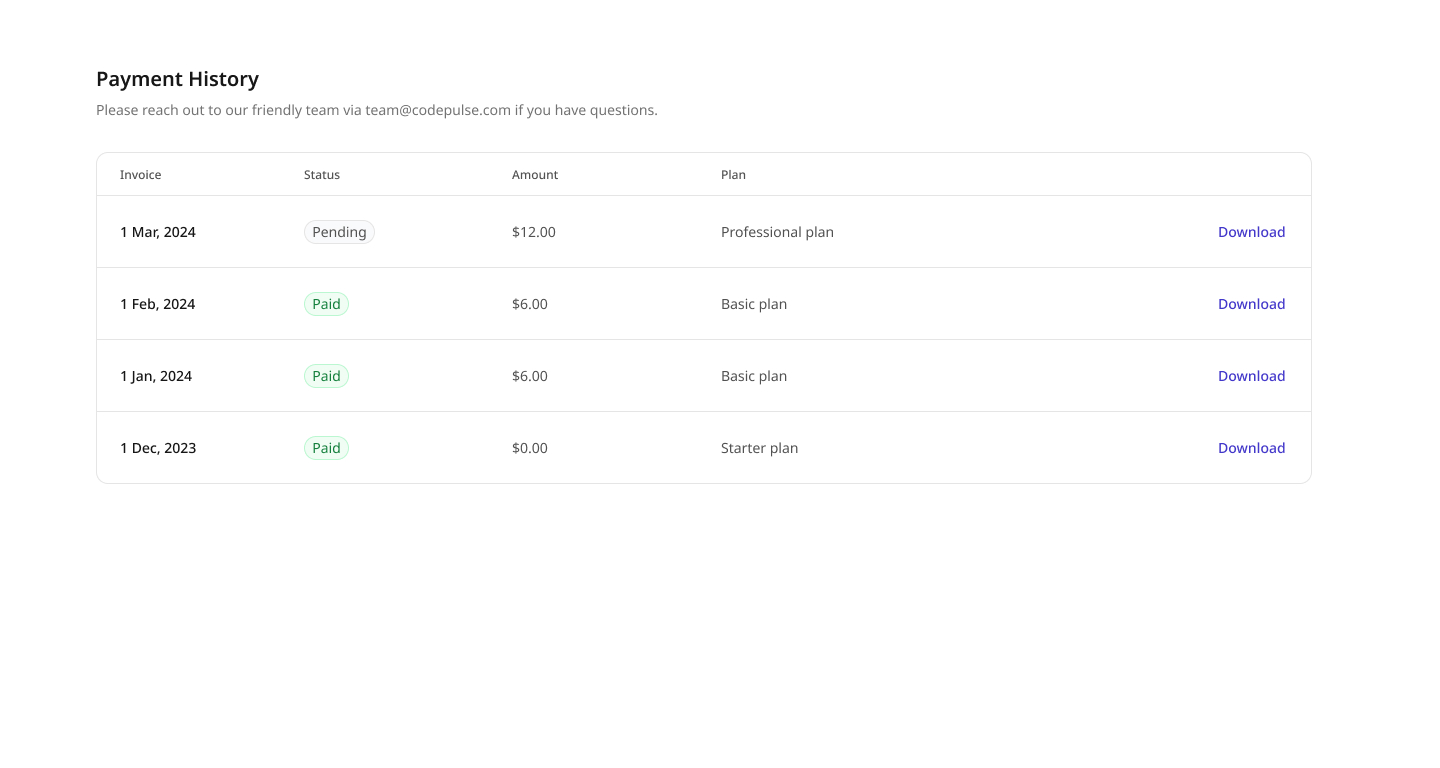 Payment History
Please reach out to our friendly team via team@codepulse.com if you have questions.
Invoice Status Amount Plan
1 Mar, 2024 Pending $12.00 Professional plan Download
1 Feb, 2024 Paid $6.00 Basic plan Download
1 Jan, 2024 Paid $6.00 Basic plan Download
1 Dec, 2023 Paid $0.00 Starter plan Download